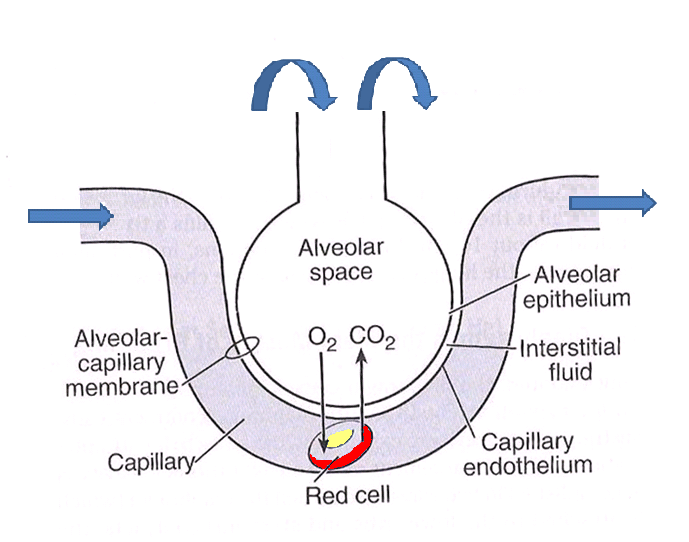 Alveolar
space
Alveolar
epithelium
O₂ CO₂
Alveolar-
capillary
membrane
Interstitial
fluid
Capillary
Capillary
endothelium
Red cell